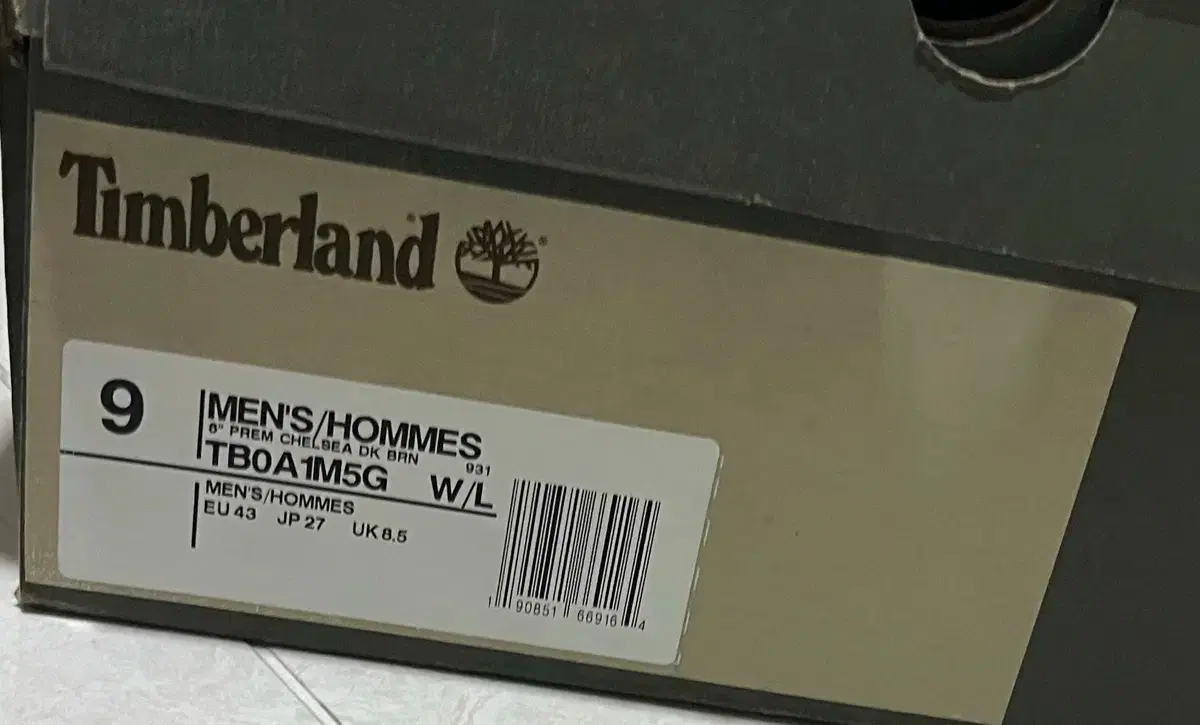 Timberland ®
9
MEN'S/HOMMES
6" PREM CHELSEA DK BRN 931
TB0A1M5G W/L
MEN'S/HOMMES
EU 43 JP 27 UK 8.5
1 90851 66916 4